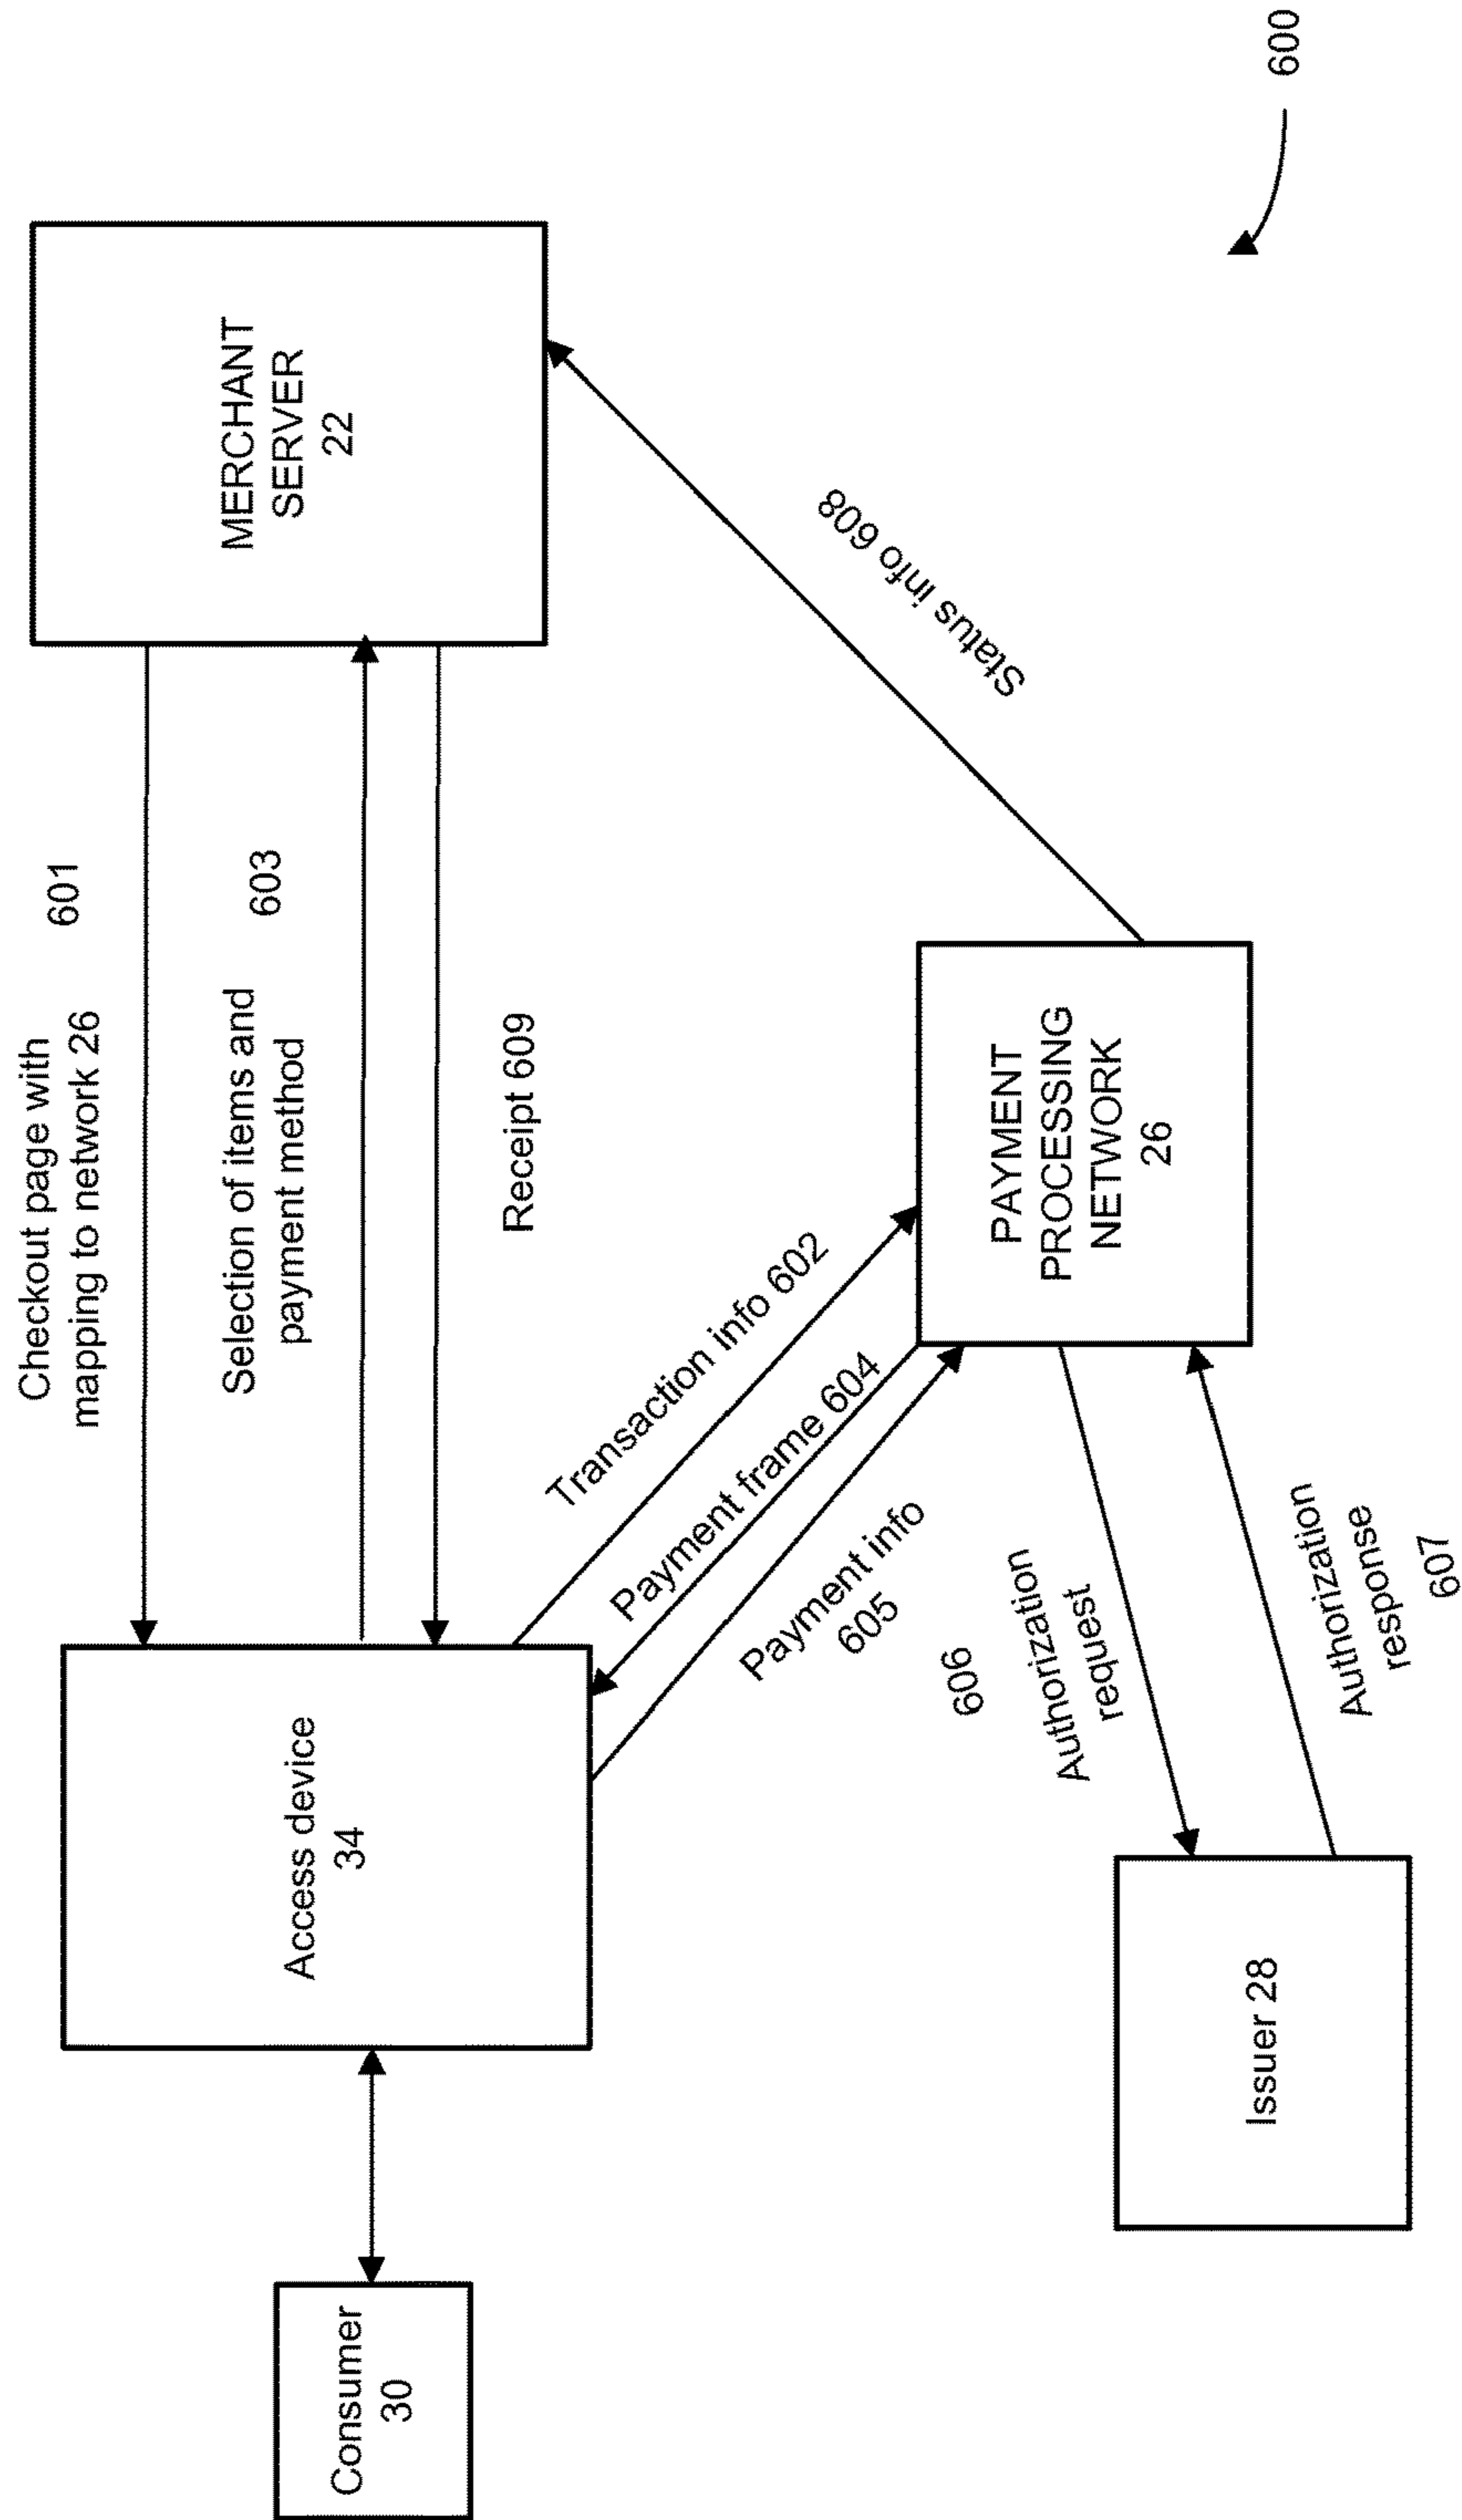 Checkout page with
mapping to network 26
601
Selection of items and
payment method
603
Receipt 609
MERCHANT
SERVER
22
Access device
34
Consumer
30
Transaction info 602
Payment frame 604
Payment info
605
Status info 608
PAYMENT
PROCESSING
NETWORK
26
606
Authorization
request
Authorization
response
607
Issuer 28
600